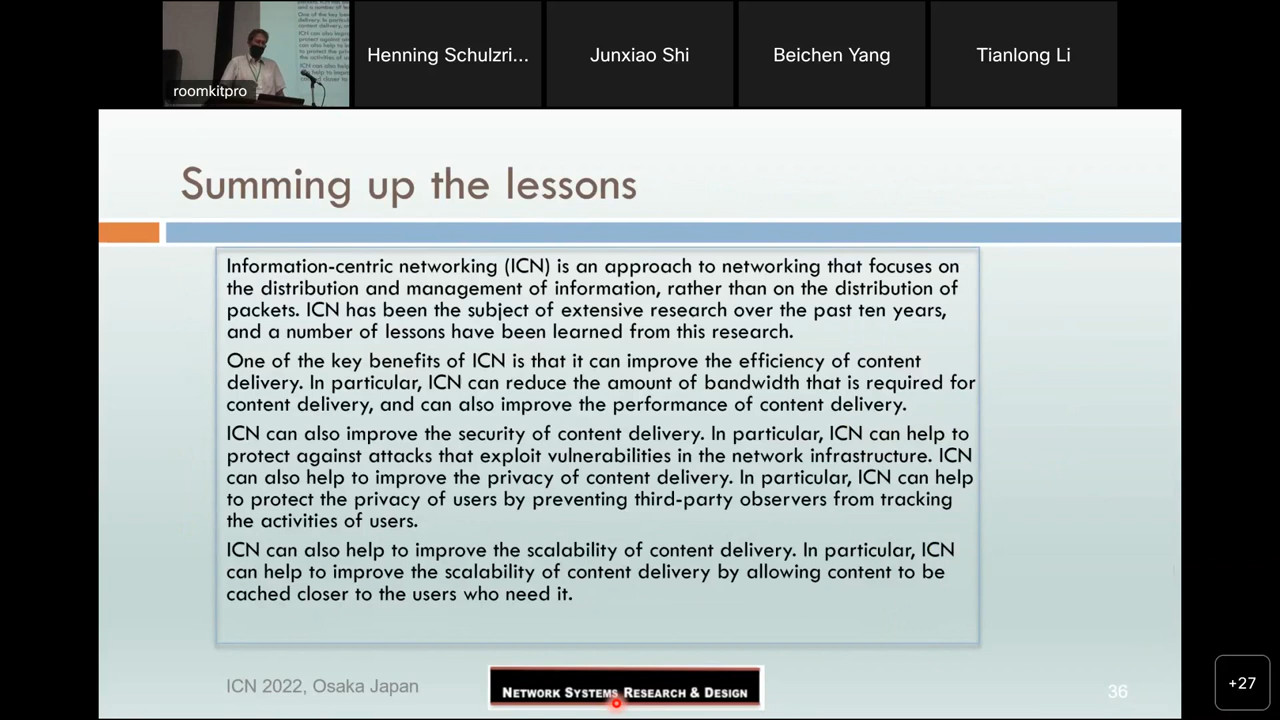 roomkitpro
Henning Schulzri...
Junxiao Shi
Beichen Yang
Tianlong Li
Summing up the lessons
Information-centric networking (ICN) is an approach to networking that focuses on
the distribution and management of information, rather than on the distribution of
packets. ICN has been the subject of extensive research over the past ten years,
and a number of lessons have been learned from this research.
One of the key benefits of ICN is that it can improve the efficiency of content
delivery. In particular, ICN can reduce the amount of bandwidth that is required for
content delivery, and can also improve the performance of content delivery.
ICN can also improve the security of content delivery. In particular, ICN can help to
protect against attacks that exploit vulnerabilities in the network infrastructure. ICN
can also help to improve the privacy of content delivery. In particular, ICN can help
to protect the privacy of users by preventing third-party observers from tracking
the activities of users.
ICN can also help to improve the scalability of content delivery. In particular, ICN
can help to improve the scalability of content delivery by allowing content to be
cached closer to the users who need it.
ICN 2022, Osaka Japan
NETWORK SYSTEMS RESEARCH & DESIGN
36
+27